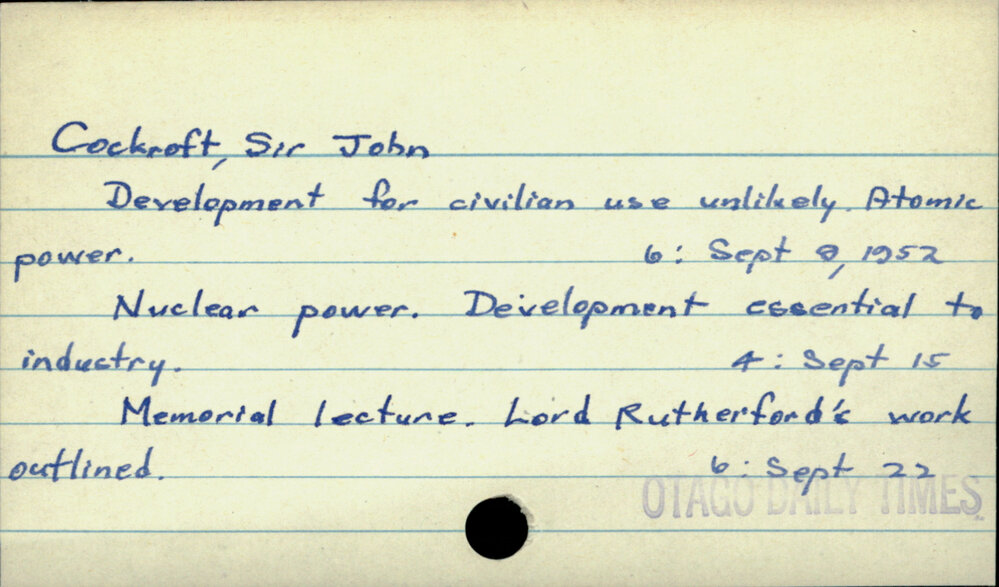 Cockroft, Sir John
Development for civilian use unlikely. Atomic
power. 6: Sept 8, 1952
Nuclear power. Development essential to
industry. 4: Sept 15
Memorial lecture. Lord Rutherford's work
outlined. 6: Sept 22
OTAGO DAILY TIMES